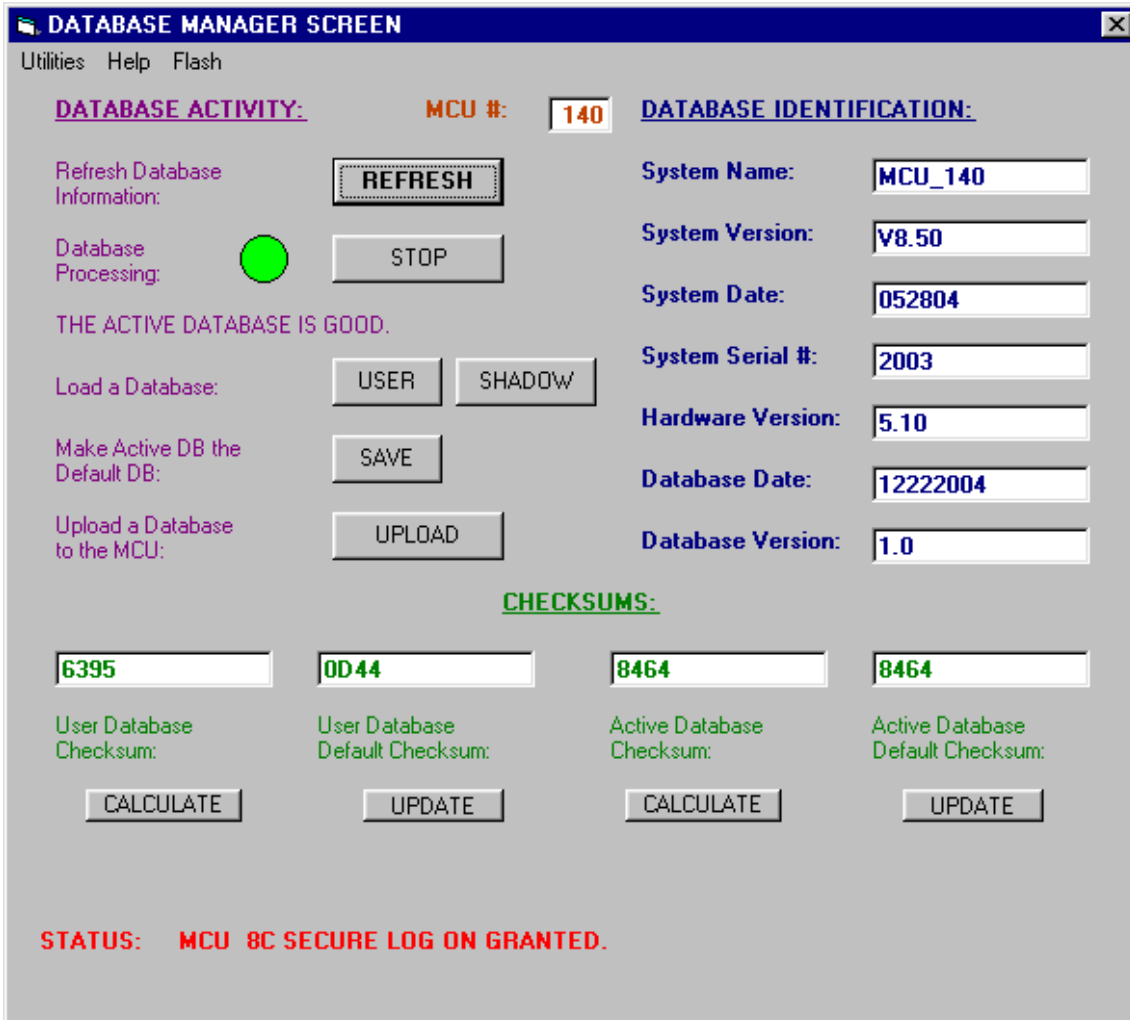 DATABASE MANAGER SCREEN
Utilities Help Flash
DATABASE ACTIVITY:
MCU #: 140
Refresh Database
Information:
REFRESH
Database
Processing:
STOP
THE ACTIVE DATABASE IS GOOD.
Load a Database:
USER SHADOW
Make Active DB the
Default DB:
SAVE
Upload a Database
to the MCU:
UPLOAD
DATABASE IDENTIFICATION:
System Name: MCU_140
System Version: V8.50
System Date: 052804
System Serial #: 2003
Hardware Version: 5.10
Database Date: 12222004
Database Version: 1.0
CHECKSUMS:
6395
User Database
Checksum:
CALCULATE
0D44
User Database
Default Checksum:
UPDATE
8464
Active Database
Checksum:
CALCULATE
8464
Active Database
Default Checksum:
UPDATE
STATUS: MCU 8C SECURE LOG ON GRANTED.